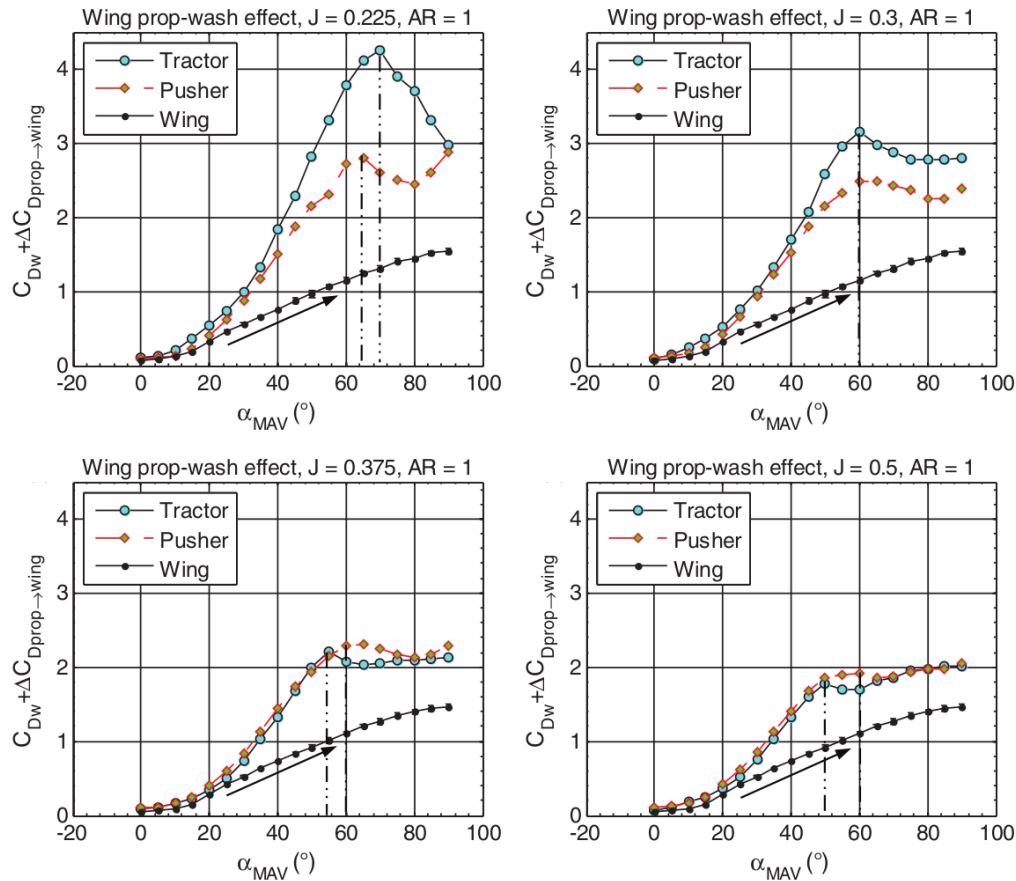 Wing prop-wash effect, J = 0.225, AR = 1
Tractor
Pusher
Wing
C_Dw + ΔC_Dprop→wing
4
3
2
1
0
-20 0 20 40 60 80 100
α_MAV (°)
Wing prop-wash effect, J = 0.3, AR = 1
Tractor
Pusher
Wing
C_Dw + ΔC_Dprop→wing
4
3
2
1
0
-20 0 20 40 60 80 100
α_MAV (°)
Wing prop-wash effect, J = 0.375, AR = 1
Tractor
Pusher
Wing
C_Dw + ΔC_Dprop→wing
4
3
2
1
0
-20 0 20 40 60 80 100
α_MAV (°)
Wing prop-wash effect, J = 0.5, AR = 1
Tractor
Pusher
Wing
C_Dw + ΔC_Dprop→wing
4
3
2
1
0
-20 0 20 40 60 80 100
α_MAV (°)